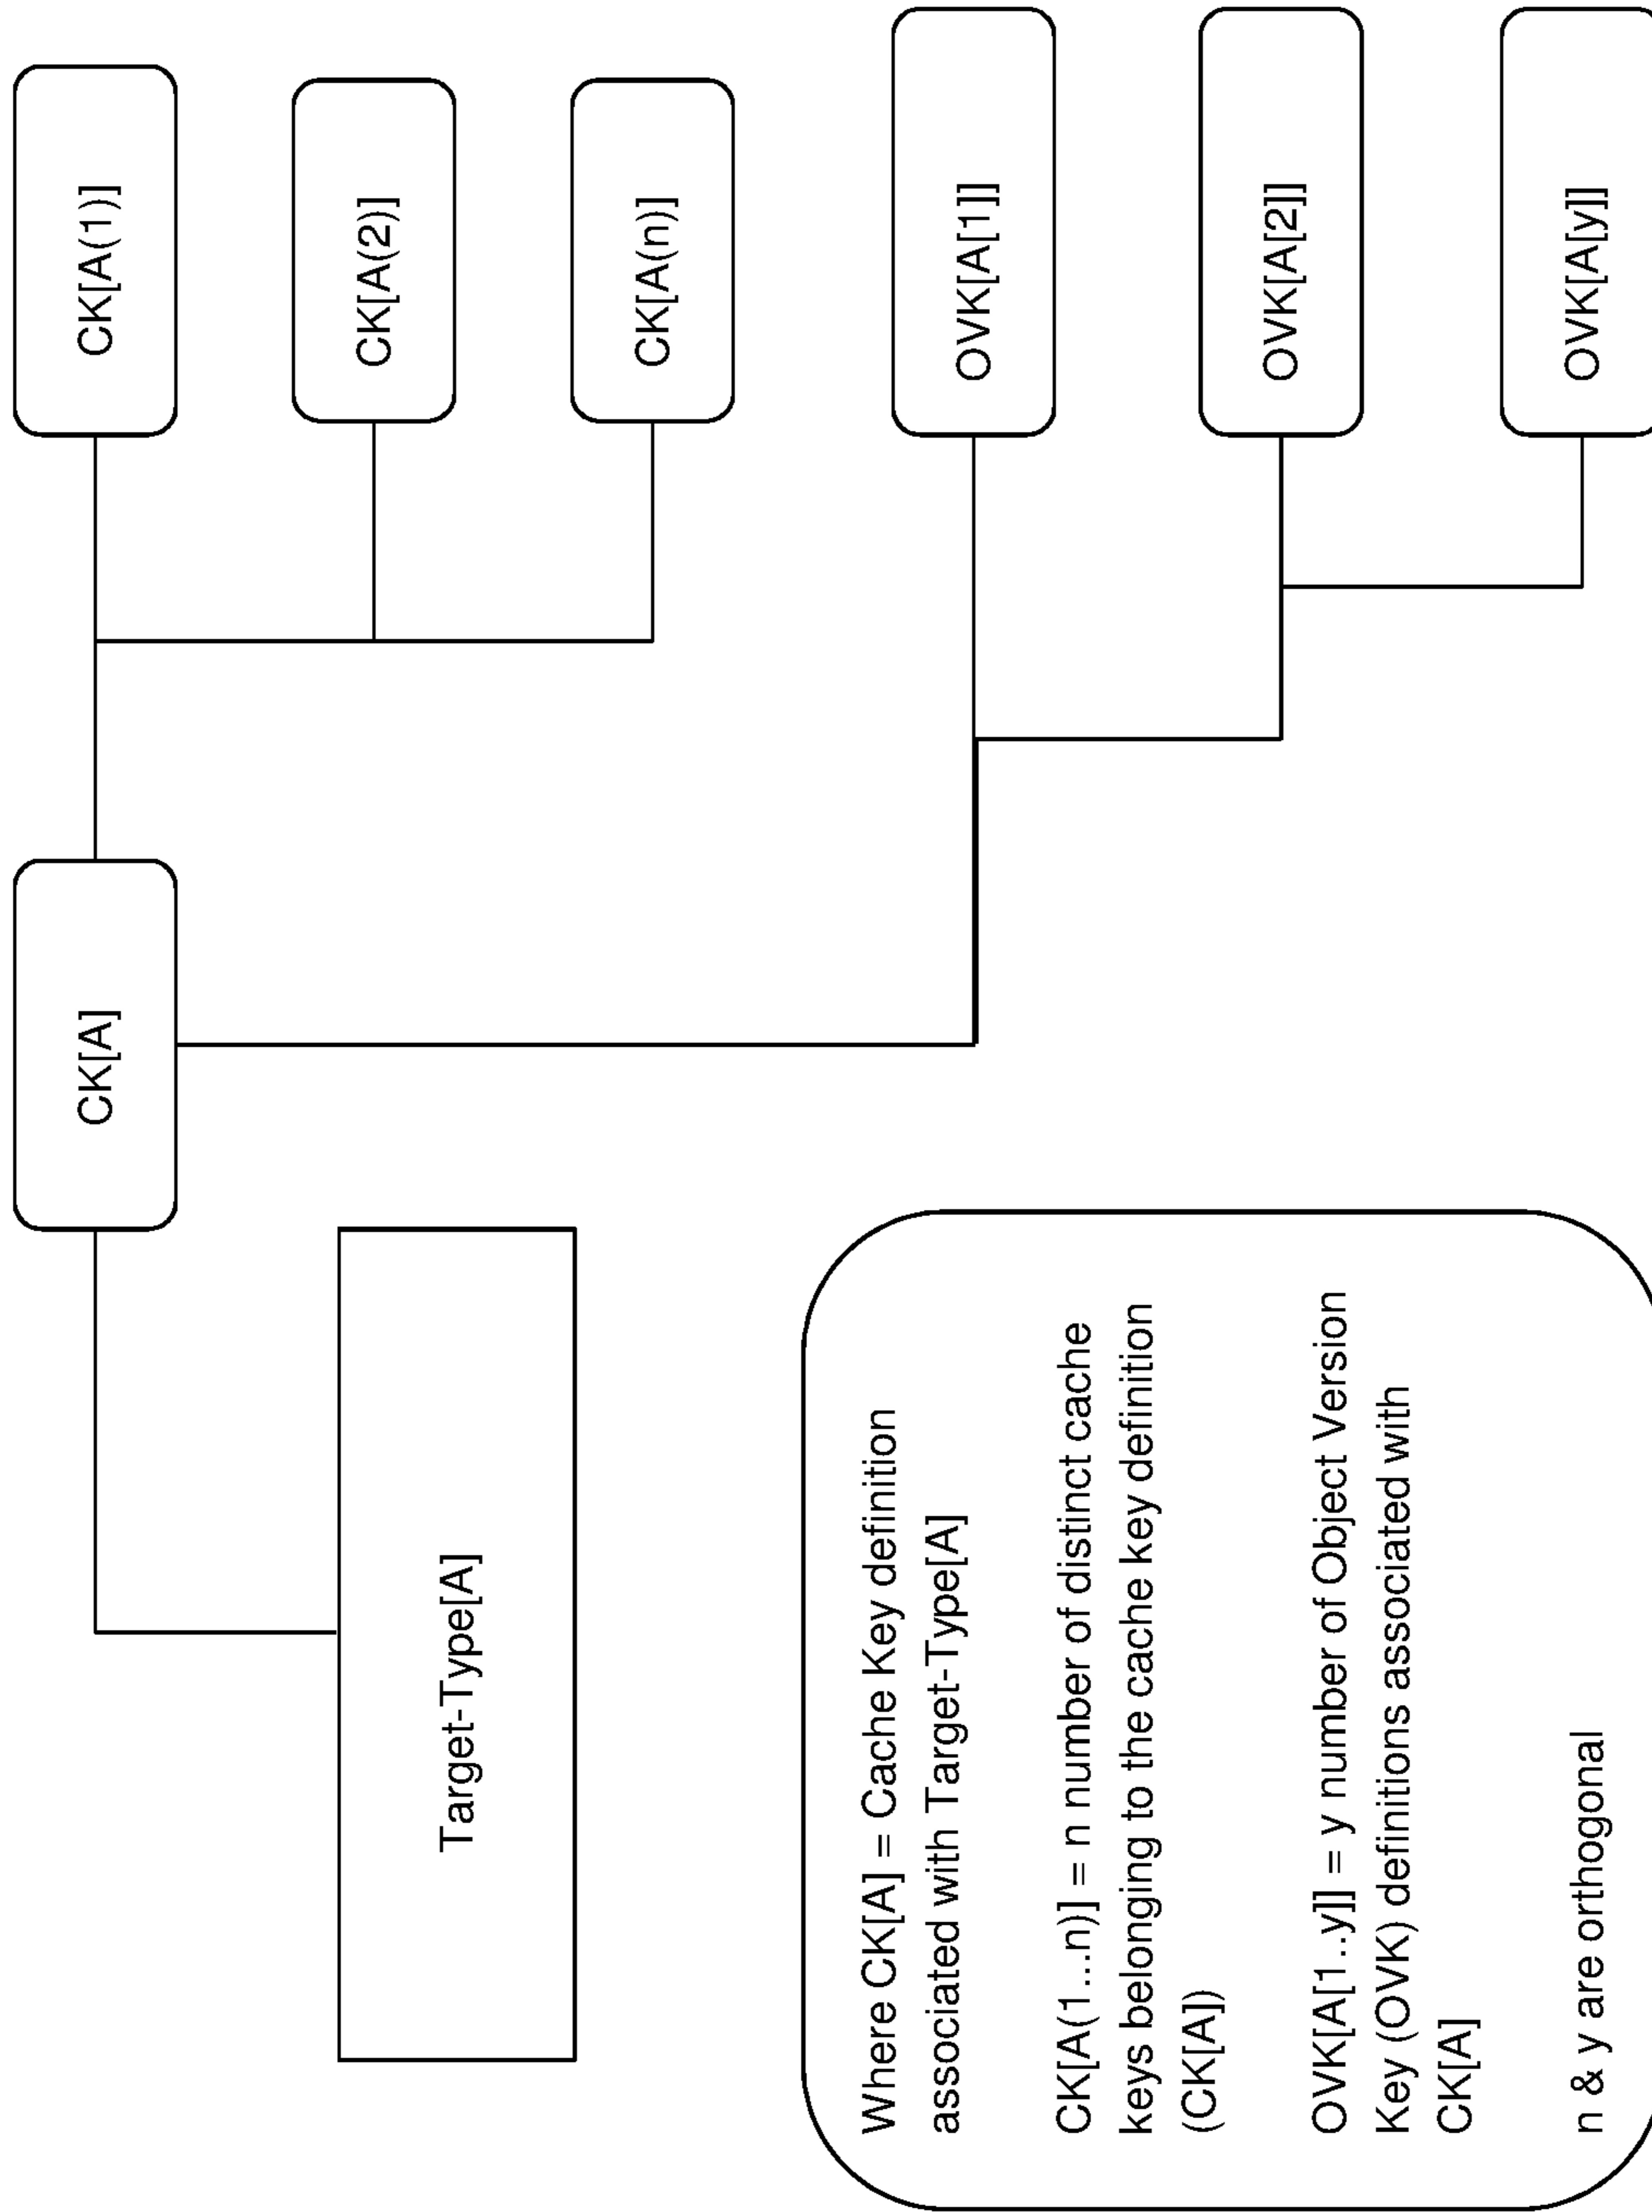 CK[A]
CK[A(1)]
CK[A(2)]
CK[A(n)]
Target-Type[A]
OVK[A[1]]
OVK[A[2]]
OVK[A[y]]
Where CK[A] = Cache Key definition
associated with Target-Type[A]
CK[A(1...n)] = n number of distinct cache
keys belonging to the cache key definition
(CK[A])
OVK[A[1..y]] = y number of Object Version
Key (OVK) definitions associated with
CK[A]
n & y are orthogonal